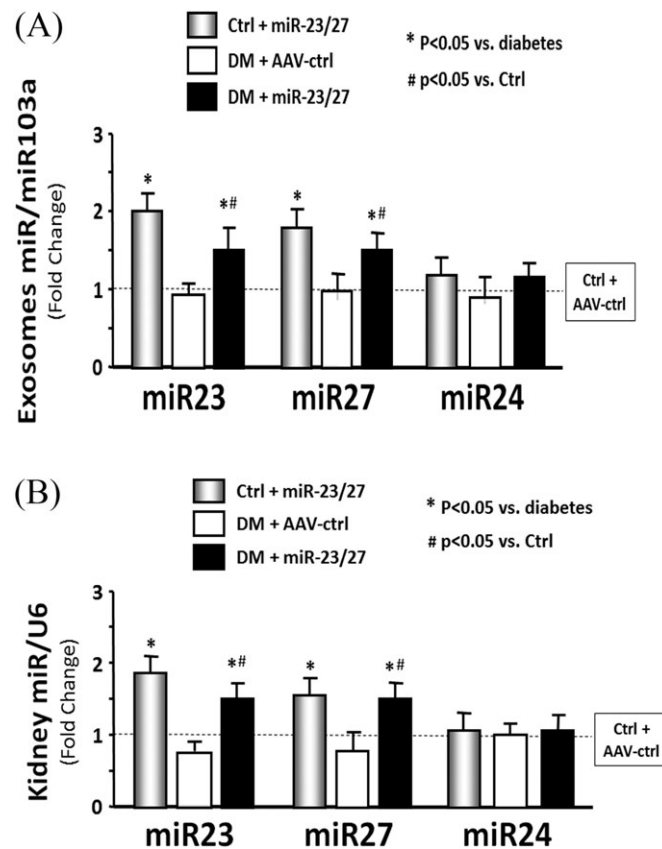 (A)
Ctrl + miR-23/27
DM + AAV-ctrl
DM + miR-23/27
* P<0.05 vs. diabetes
# p<0.05 vs. Ctrl
Exosomes miR/miR103a
(Fold Change)
3
2
1
0
*
*#
*
*#
Ctrl +
AAV-ctrl
miR23
miR27
miR24
(B)
Ctrl + miR-23/27
DM + AAV-ctrl
DM + miR-23/27
* P<0.05 vs. diabetes
# p<0.05 vs. Ctrl
Kidney miR/U6
(Fold Change)
3
2
1
0
*
*#
*
*#
Ctrl +
AAV-ctrl
miR23
miR27
miR24